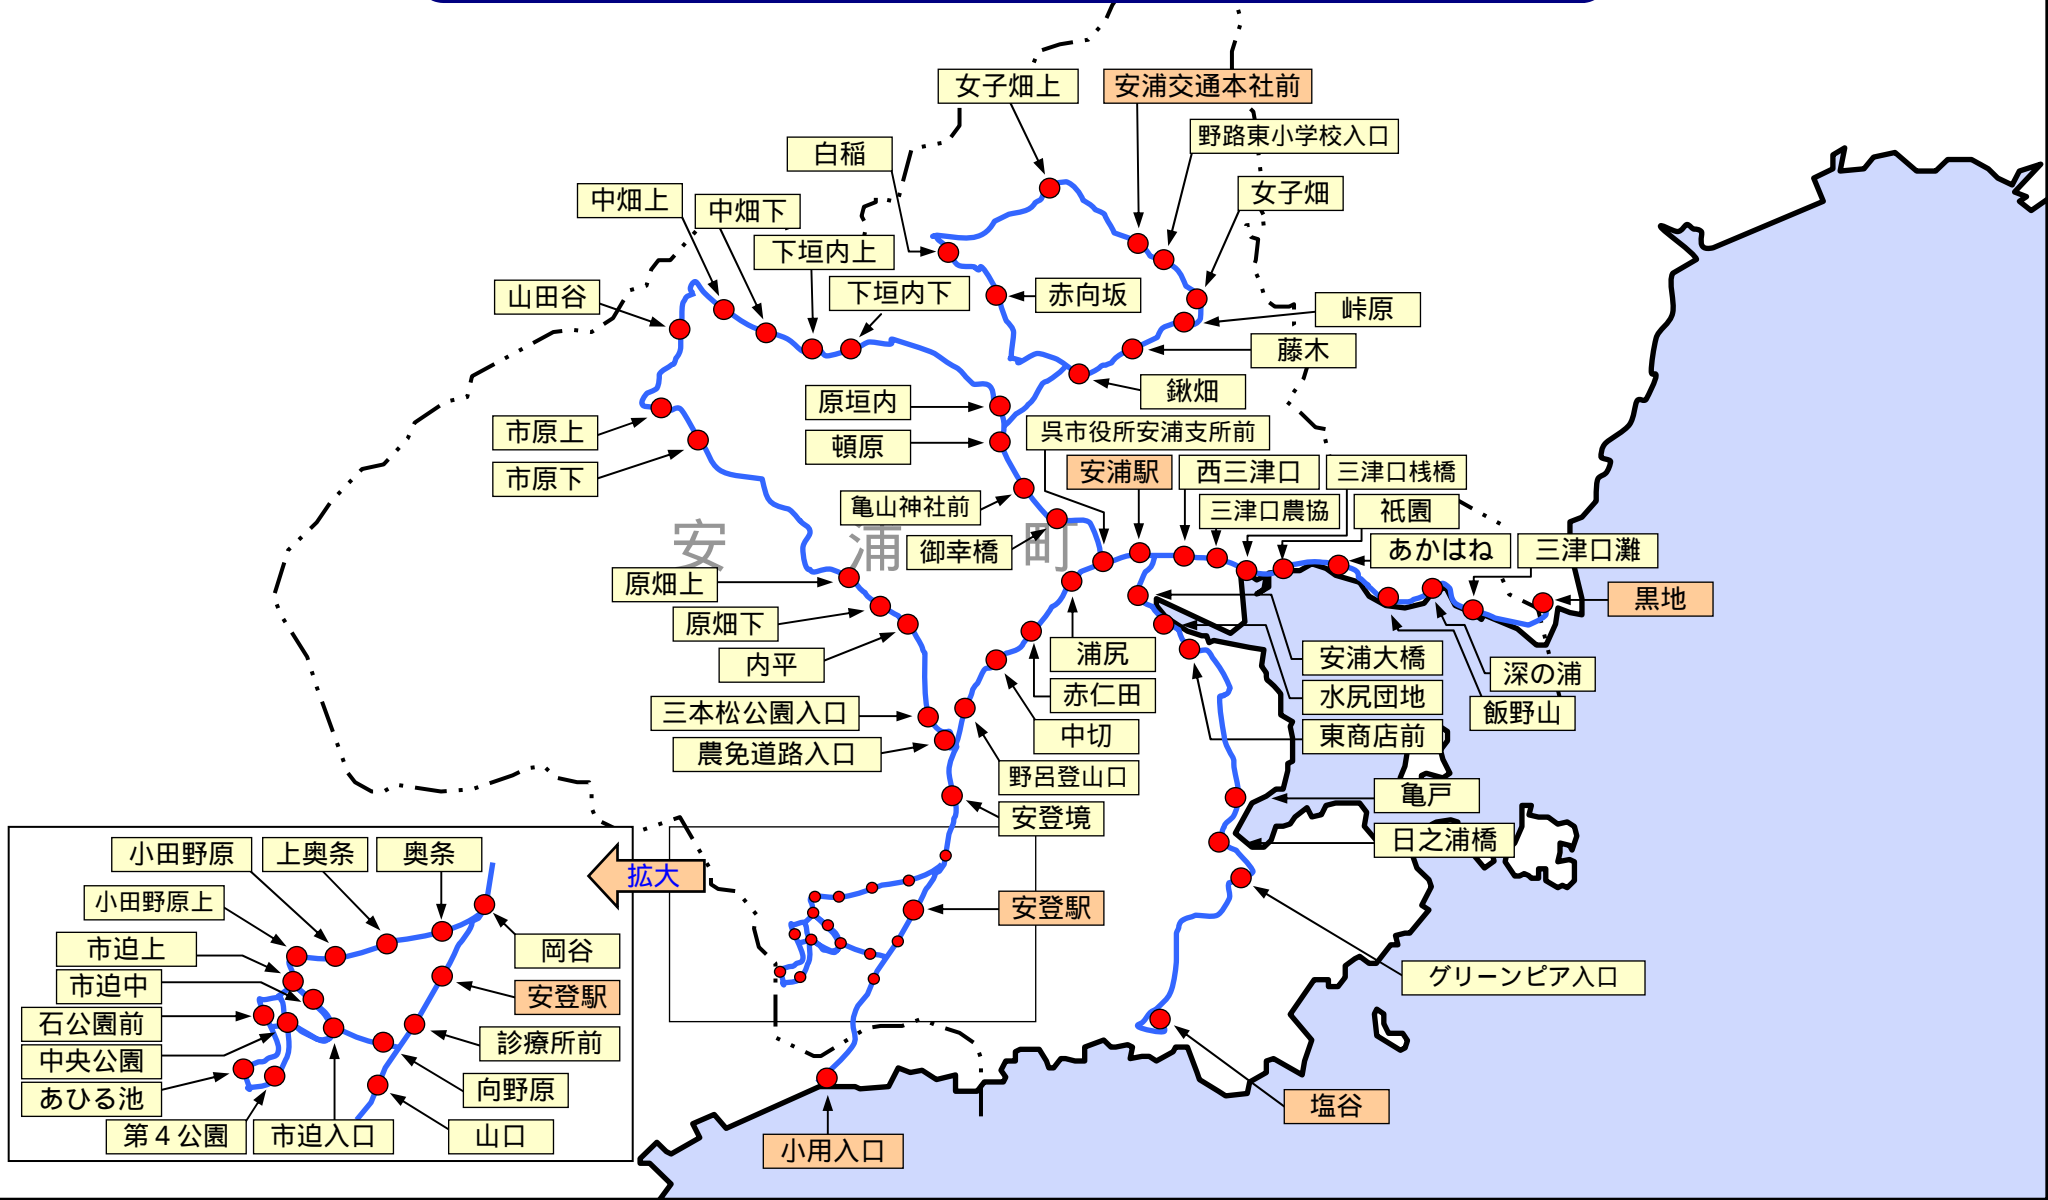 女子畑上
安浦交通本社前
野路東小学校入口
白稲
女子畑
中畑上
中畑下
下垣内上
下垣内下
山田谷
赤向坂
峠原
藤木
鍬畑
原垣内
頓原
呉市役所安浦支所前
市原上
市原下
安浦駅
西三津口
三津口桟橋
亀山神社前
三津口農協
祇園
御幸橋
あかはね
三津口灘
安浦町
原畑上
原畑下
内平
黒地
浦尻
安浦大橋
深の浦
赤仁田
水尻団地
飯野山
三本松公園入口
中切
東商店前
農免道路入口
野呂登山口
亀戸
安登境
日之浦橋
小田野原
上奥条
奥条
拡大
小田野原上
安登駅
市迫上
岡谷
市迫中
安登駅
グリーンピア入口
石公園前
診療所前
中央公園
あひる池
向野原
第４公園
市迫入口
山口
塩谷
小用入口